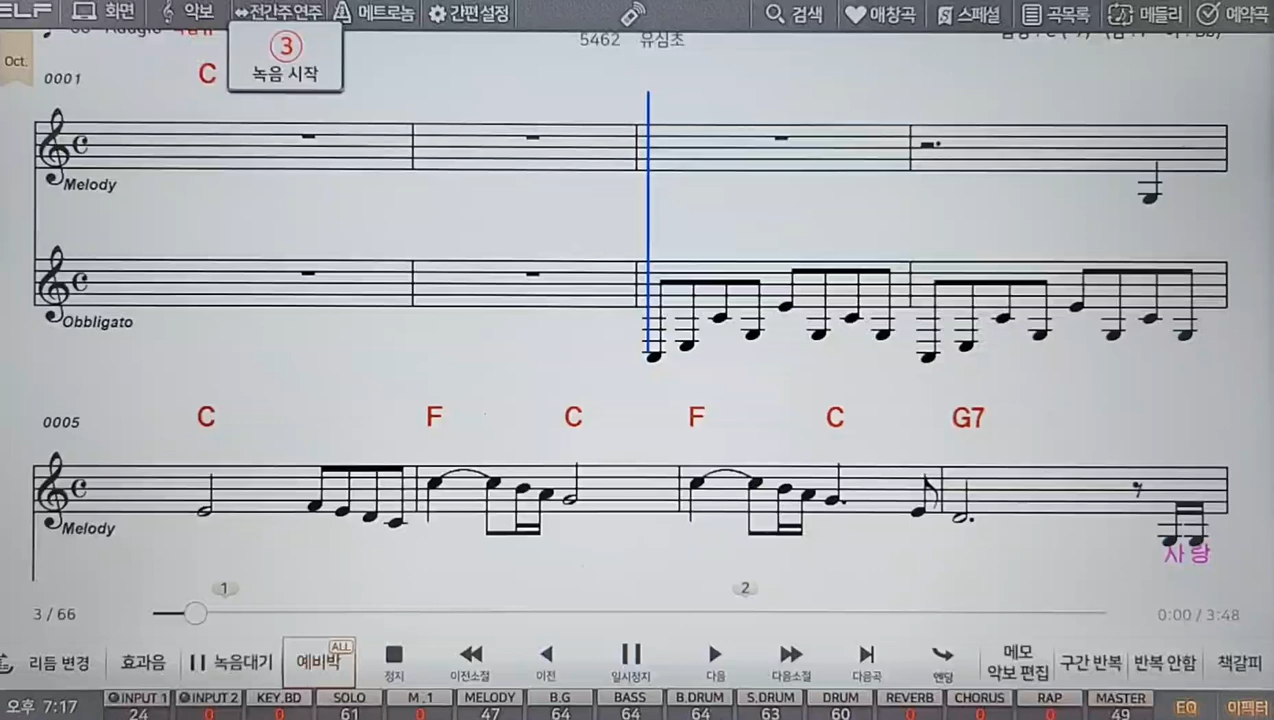 ELF 화면 악보 전간주연주 메트로놈 간편설정 검색 애창곡 스페셜 곡목록 메들리 예약곡
Adagio
5462 유심초
Oct.
③
녹음 시작
0001 C
Melody
Obbligato
0005 C F C F C G7
Melody
사 랑
1 2
3 / 66 0:00 / 3:48
리듬 변경 효과음 녹음대기 예비박 ALL 정지 이전소절 이전 일시정지 다음 다음소절 다음곡 엔딩 메모 악보 편집 구간 반복 반복 안함 책갈피
오후 7:17 INPUT 1 INPUT 2 KEY.BD SOLO M .1 MELODY B.G BASS B.DRUM S.DRUM DRUM REVERB CHORUS RAP MASTER EQ 이펙터
24 0 0 61 0 47 64 64 64 63 60 0 0 0 49